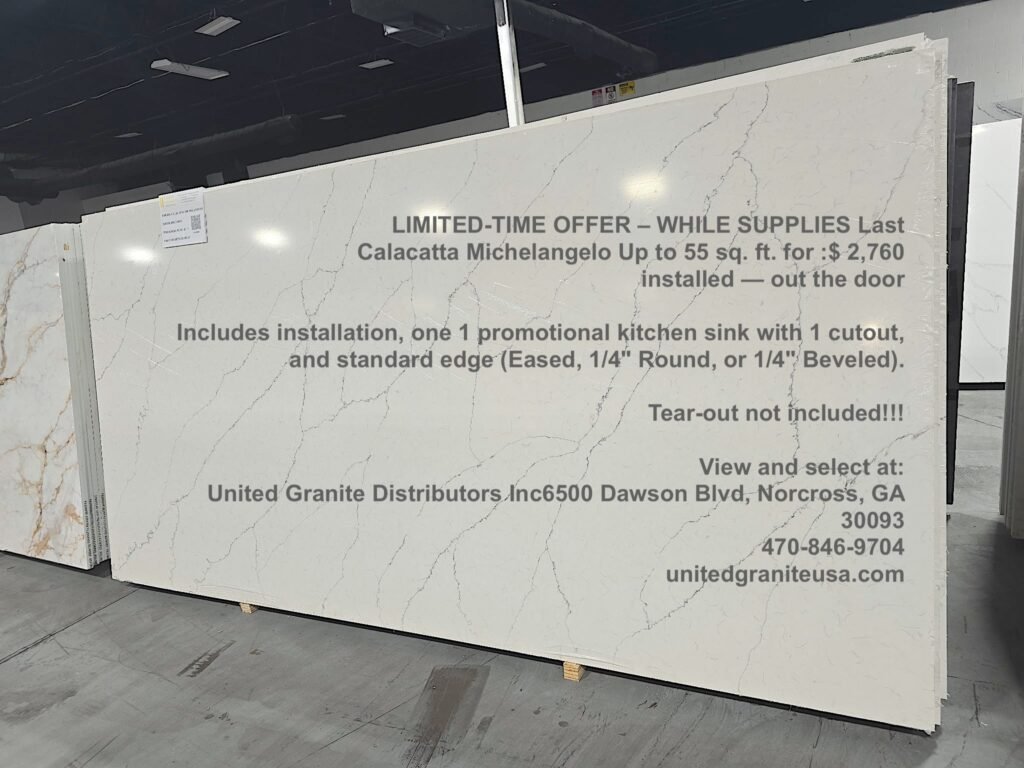 LIMITED-TIME OFFER – WHILE SUPPLIES Last
Calacatta Michelangelo Up to 55 sq. ft. for :$ 2,760
installed — out the door
Includes installation, one 1 promotional kitchen sink with 1 cutout,
and standard edge (Eased, 1/4" Round, or 1/4" Beveled).
Tear-out not included!!!
View and select at:
United Granite Distributors Inc6500 Dawson Blvd, Norcross, GA
30093
470-846-9704
unitedgraniteusa.com